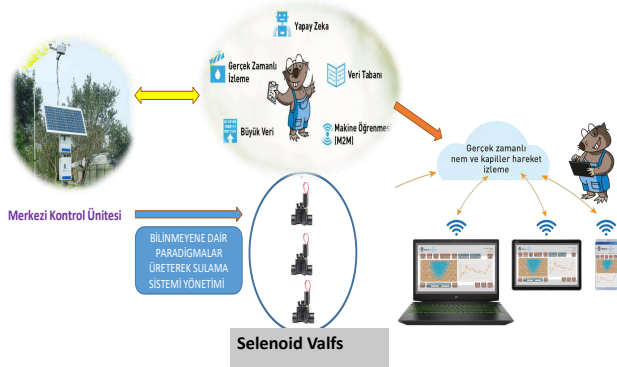 Yapay Zeka
Gerçek Zamanlı
İzleme
Veri Tabanı
Büyük Veri
Makine Öğrenmesi
(M2M)
Gerçek zamanlı
nem ve kapiller hareket
izleme
Merkezi Kontrol Ünitesi
BİLİNMEYENE DAİR
PARADİGMALAR
ÜRETEREK SULAMA
SİSTEMİ YÖNETİMİ
Selenoid Valfs